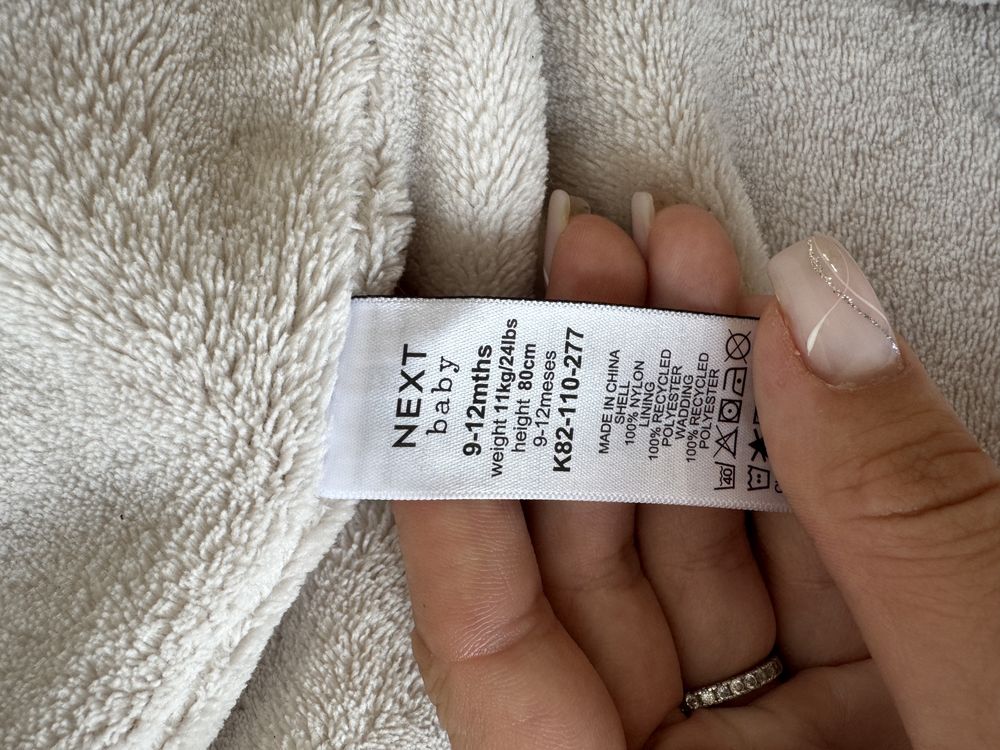 NEXT
baby
9-12mths
weight 11kg/24lbs
height 80cm
9-12meses
K82-110-277
MADE IN CHINA
SHELL
100% NYLON
LINING
100% RECYCLED
POLYESTER
WADDING
100% RECYCLED
POLYESTER
40